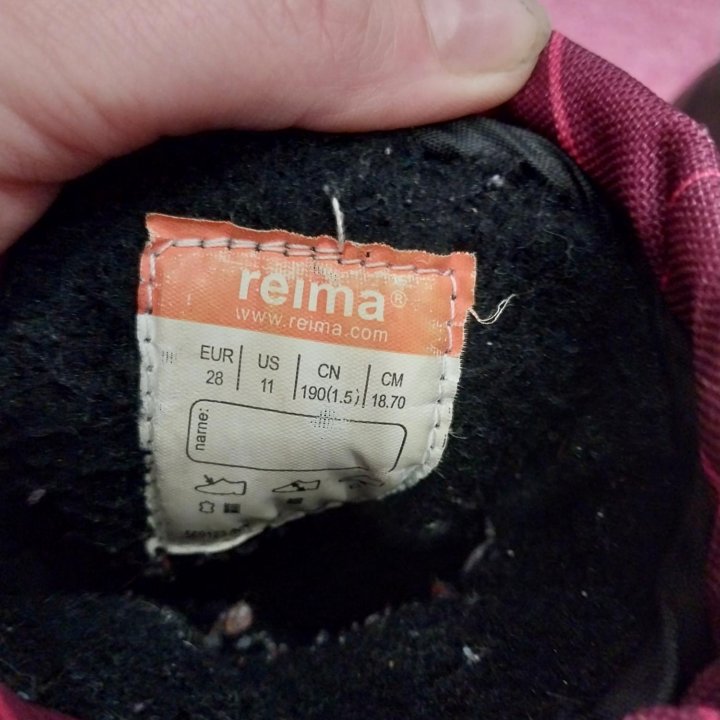 reima®
www.reima.com
EUR US CN CM
28 11 190(1.5) 18.70
name: